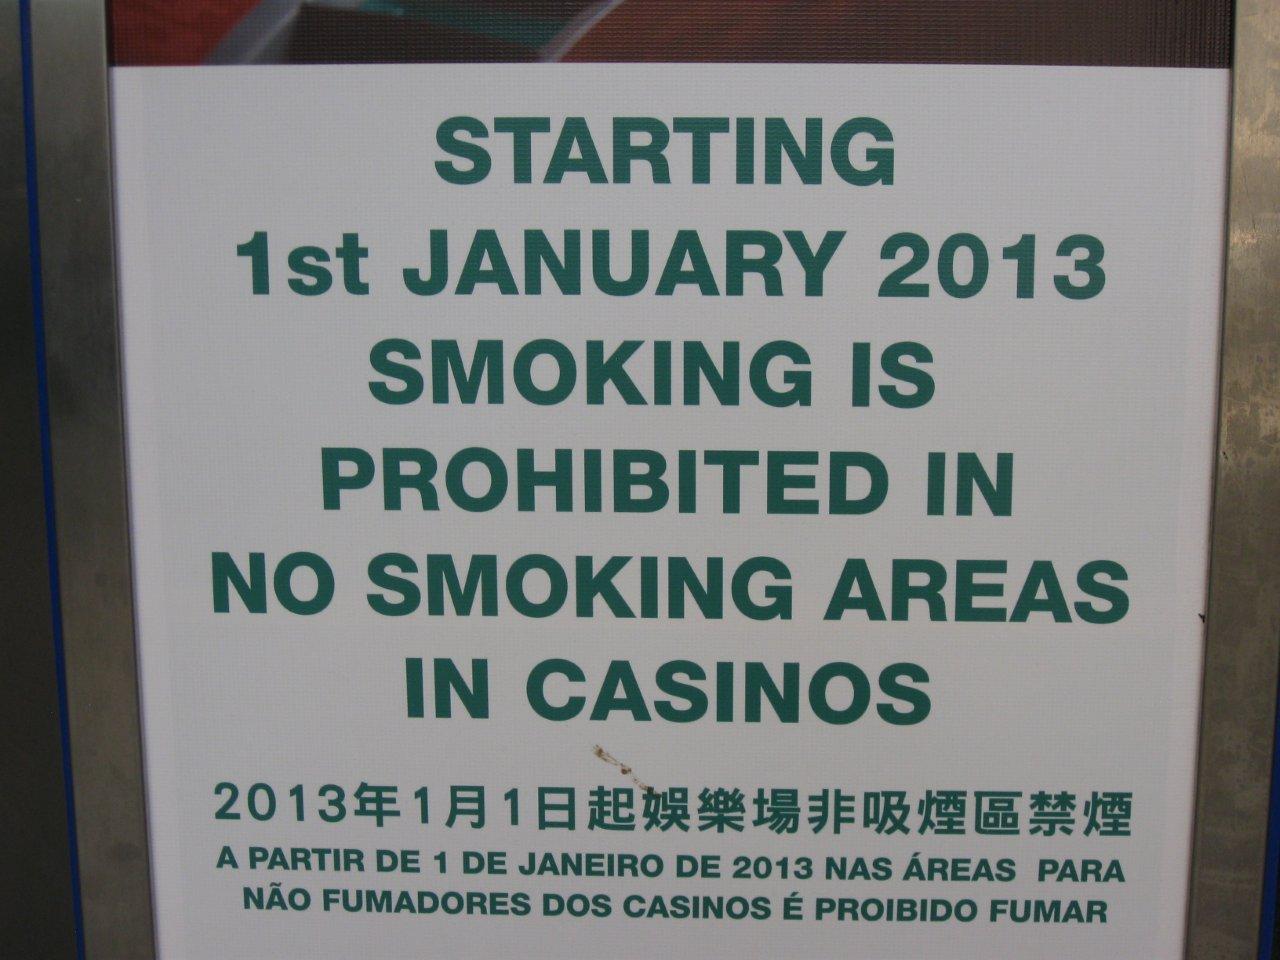 STARTING
1st JANUARY 2013
SMOKING IS
PROHIBITED IN
NO SMOKING AREAS
IN CASINOS
2013年1月1日起娛樂場非吸煙區禁煙
A PARTIR DE 1 DE JANEIRO DE 2013 NAS ÁREAS PARA
NÃO FUMADORES DOS CASINOS É PROIBIDO FUMAR